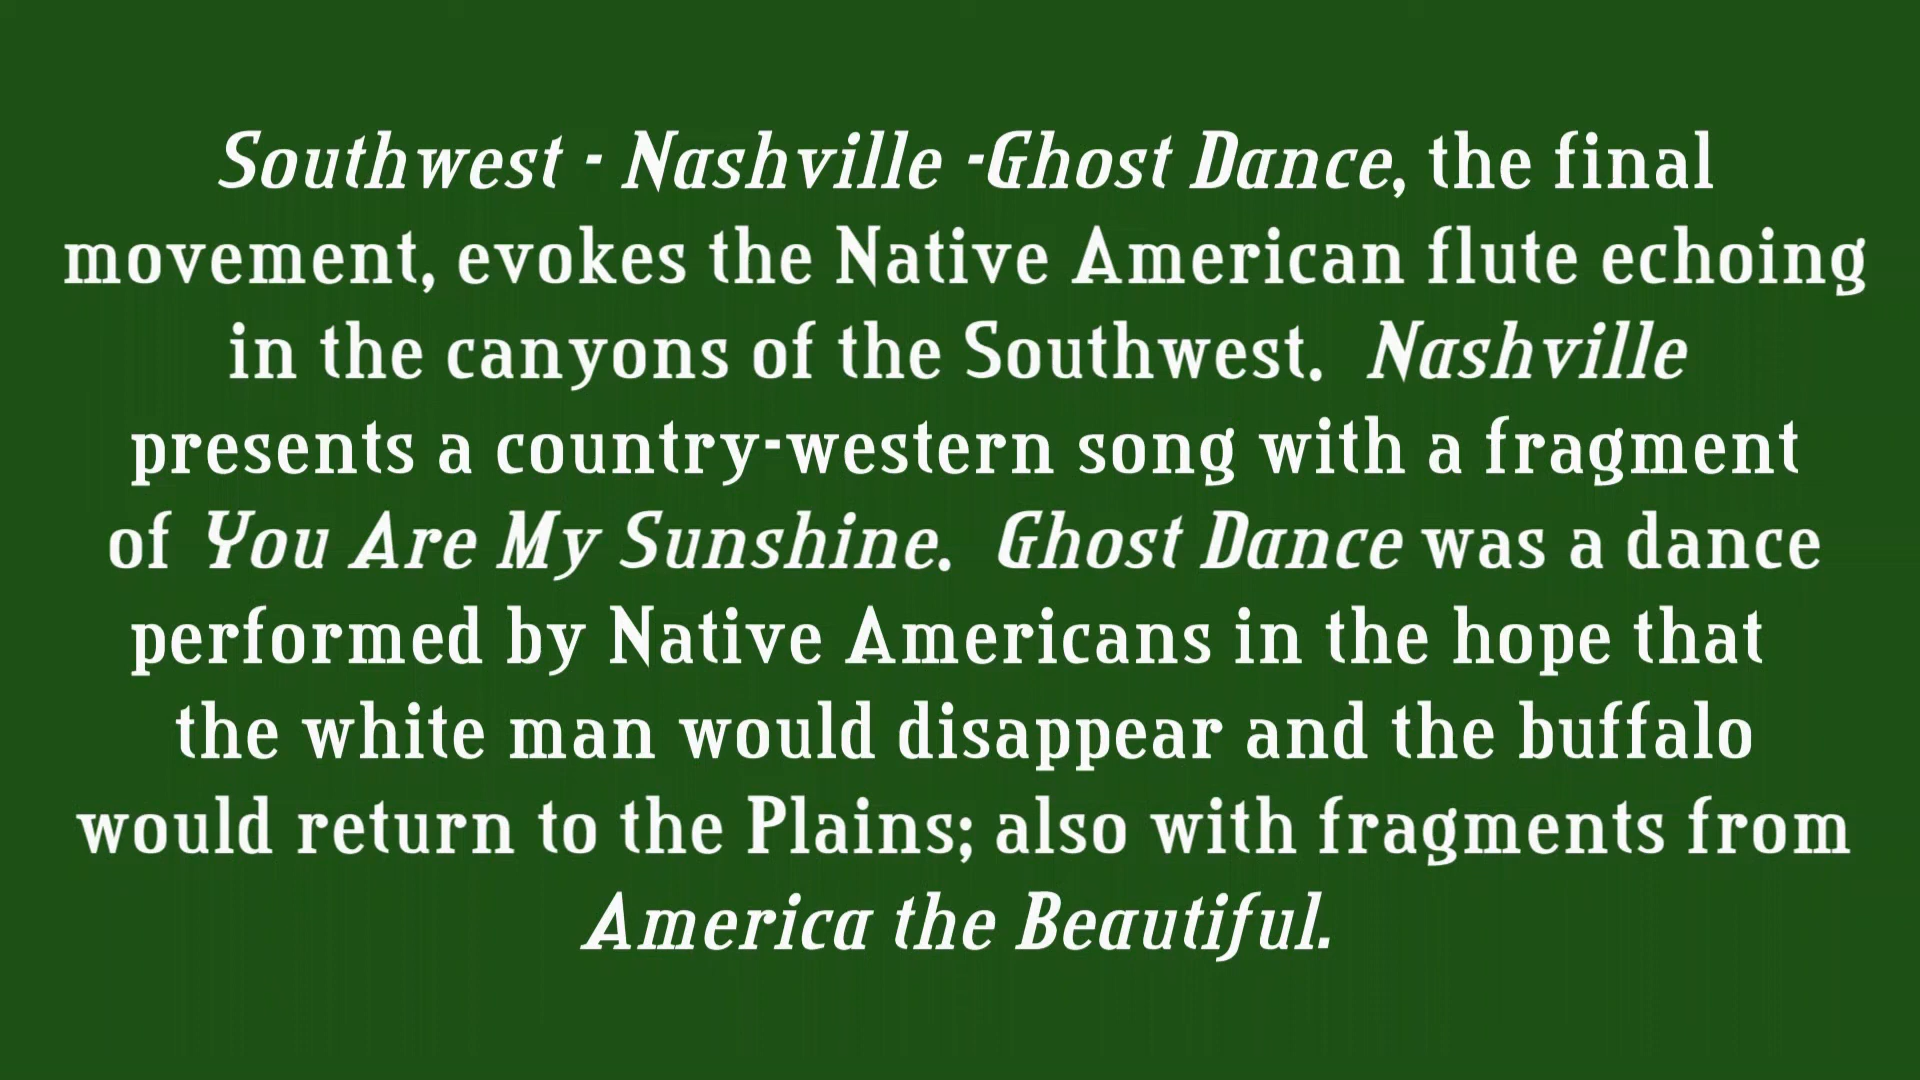 Southwest - Nashville -Ghost Dance, the final
movement, evokes the Native American flute echoing
in the canyons of the Southwest.  Nashville
presents a country-western song with a fragment
of You Are My Sunshine.  Ghost Dance was a dance
performed by Native Americans in the hope that
the white man would disappear and the buffalo
would return to the Plains; also with fragments from
America the Beautiful.